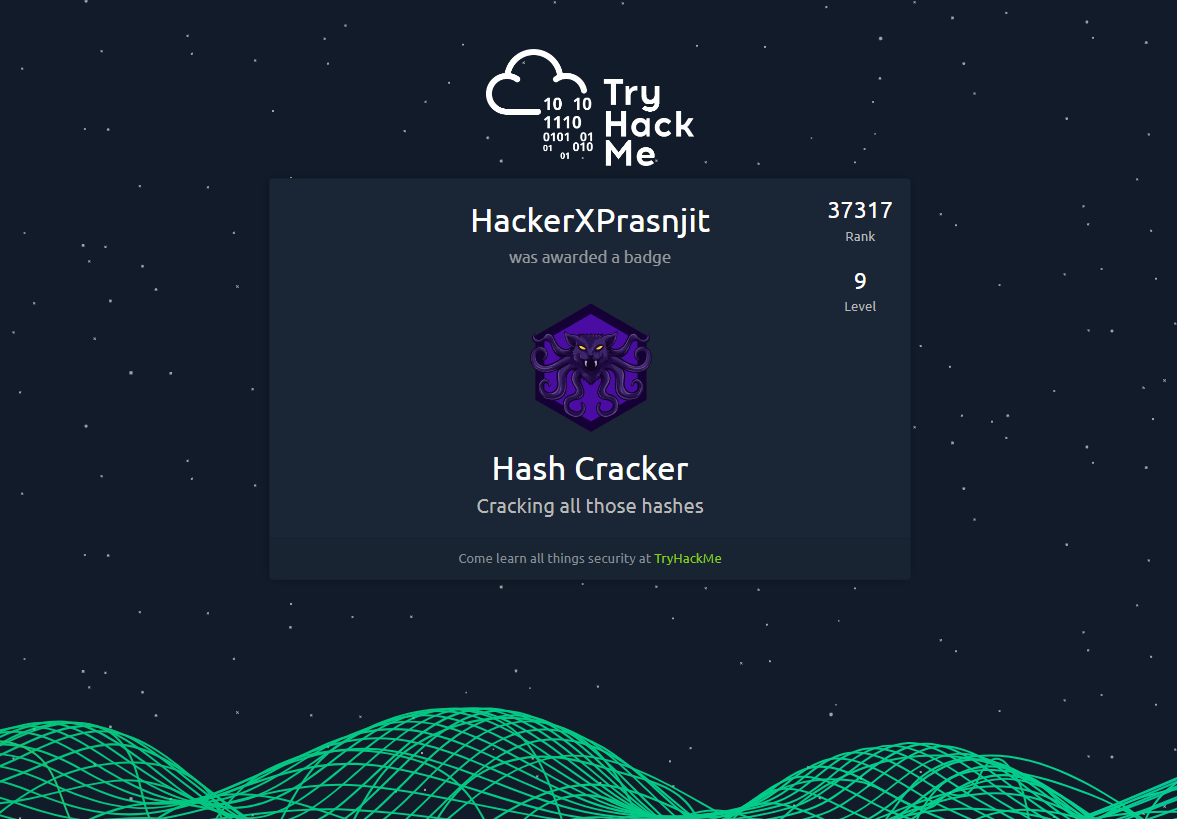 10 10
1110
0101 01
01 010
01
Try
Hack
Me
HackerXPrasnjit
was awarded a badge
37317
Rank
9
Level
Hash Cracker
Cracking all those hashes
Come learn all things security at TryHackMe